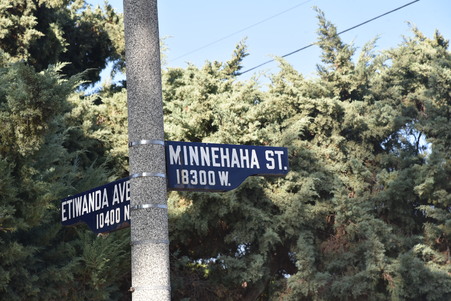 MINNEHAHA ST.
18300 W.
ETIWANDA AVE
10400 N.